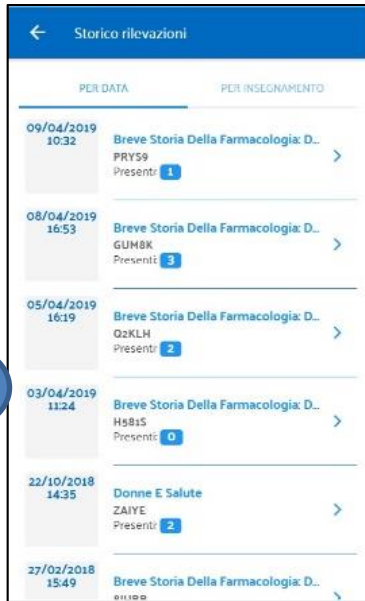 Storico rilevazioni
PER DATA
PER INSEGNAMENTO
09/04/2019
10:32
Breve Storia Della Farmacologia: D...
PRYS9
Presenti: 1
08/04/2019
16:53
Breve Storia Della Farmacologia: D...
GUM8K
Presenti: 3
05/04/2019
16:19
Breve Storia Della Farmacologia: D...
Q2KLH
Presenti: 2
03/04/2019
11:24
Breve Storia Della Farmacologia: D...
H581S
Presenti: 0
22/10/2018
14:35
Donne E Salute
ZAIYE
Presenti: 2
27/02/2018
15:49
Breve Storia Della Farmacologia: D...